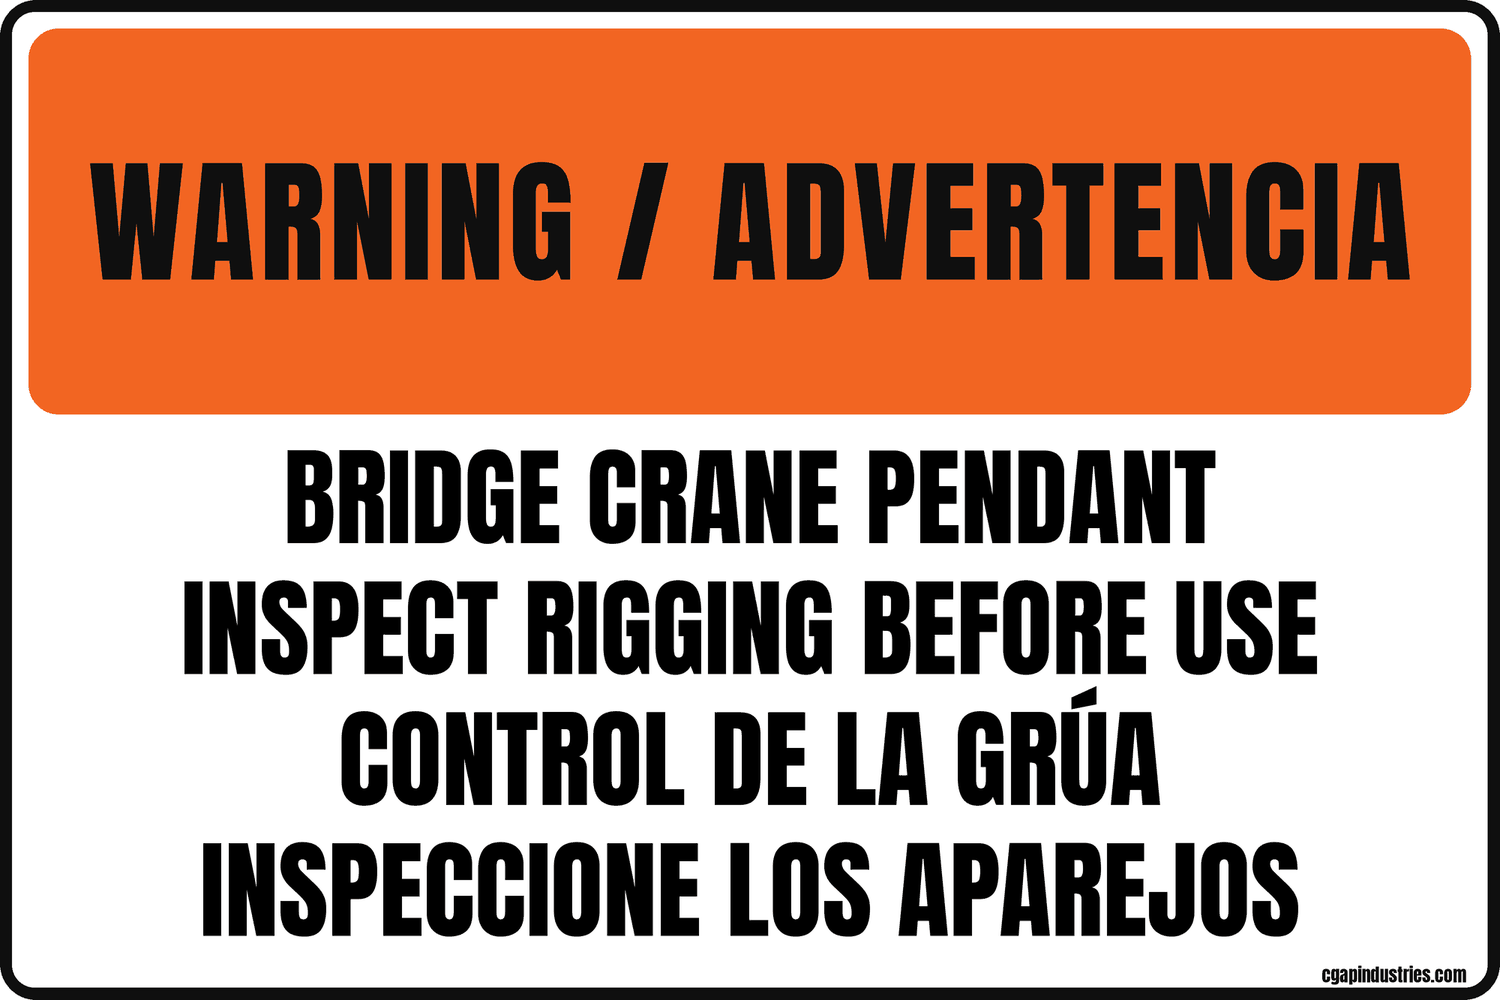 WARNING / ADVERTENCIA
BRIDGE CRANE PENDANT
INSPECT RIGGING BEFORE USE
CONTROL DE LA GRÚA
INSPECCIONE LOS APAREJOS
cgapindustries.com